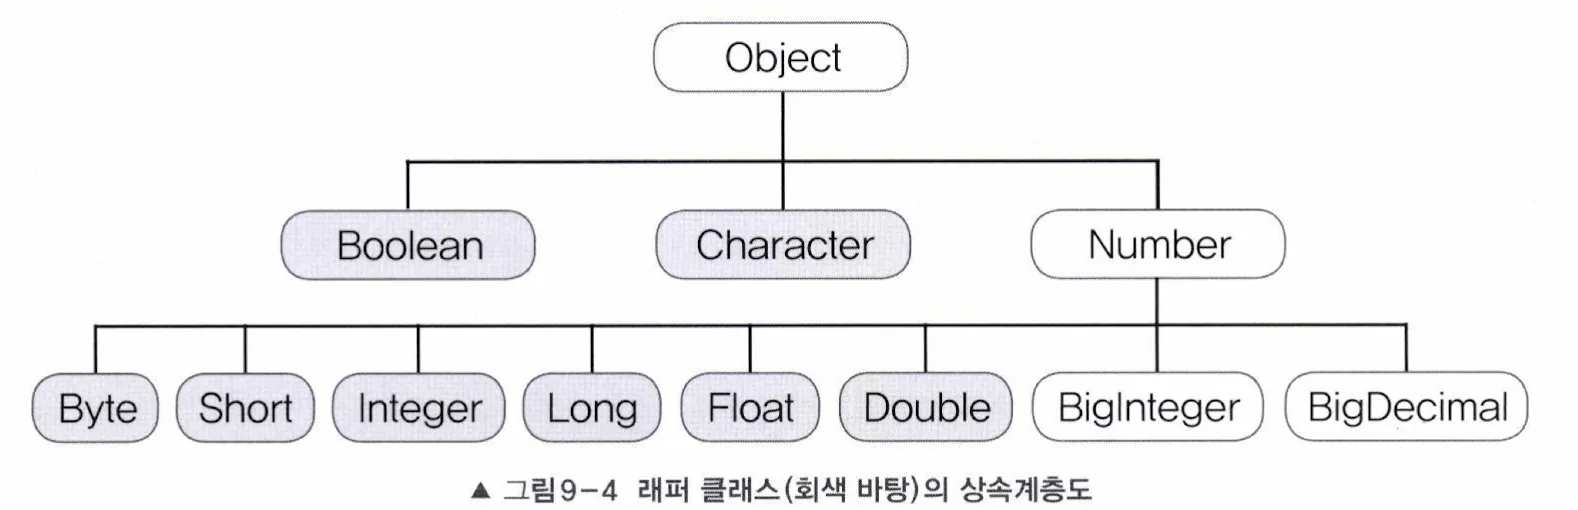 Object
Boolean Character Number
Byte Short Integer Long Float Double BigInteger BigDecimal
▲ 그림9-4 래퍼 클래스(회색 바탕)의 상속계층도